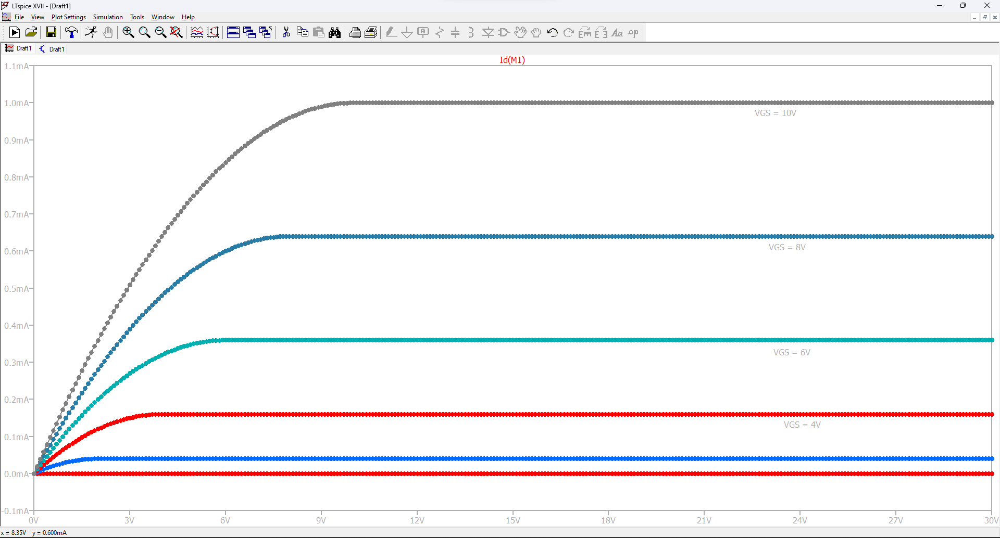 LTspice XVII - [Draft1]
File View Plot Settings Simulation Tools Window Help
Draft1 Draft1
Id(M1)
1.1mA
1.0mA
VGS = 10V
0.9mA
0.8mA
0.7mA
0.6mA
VGS = 8V
0.5mA
0.4mA
0.3mA
VGS = 6V
0.2mA
VGS = 4V
0.1mA
0.0mA
-0.1mA
0V 3V 6V 9V 12V 15V 18V 21V 24V 27V 30V
x = 8.35V y = 0.600mA